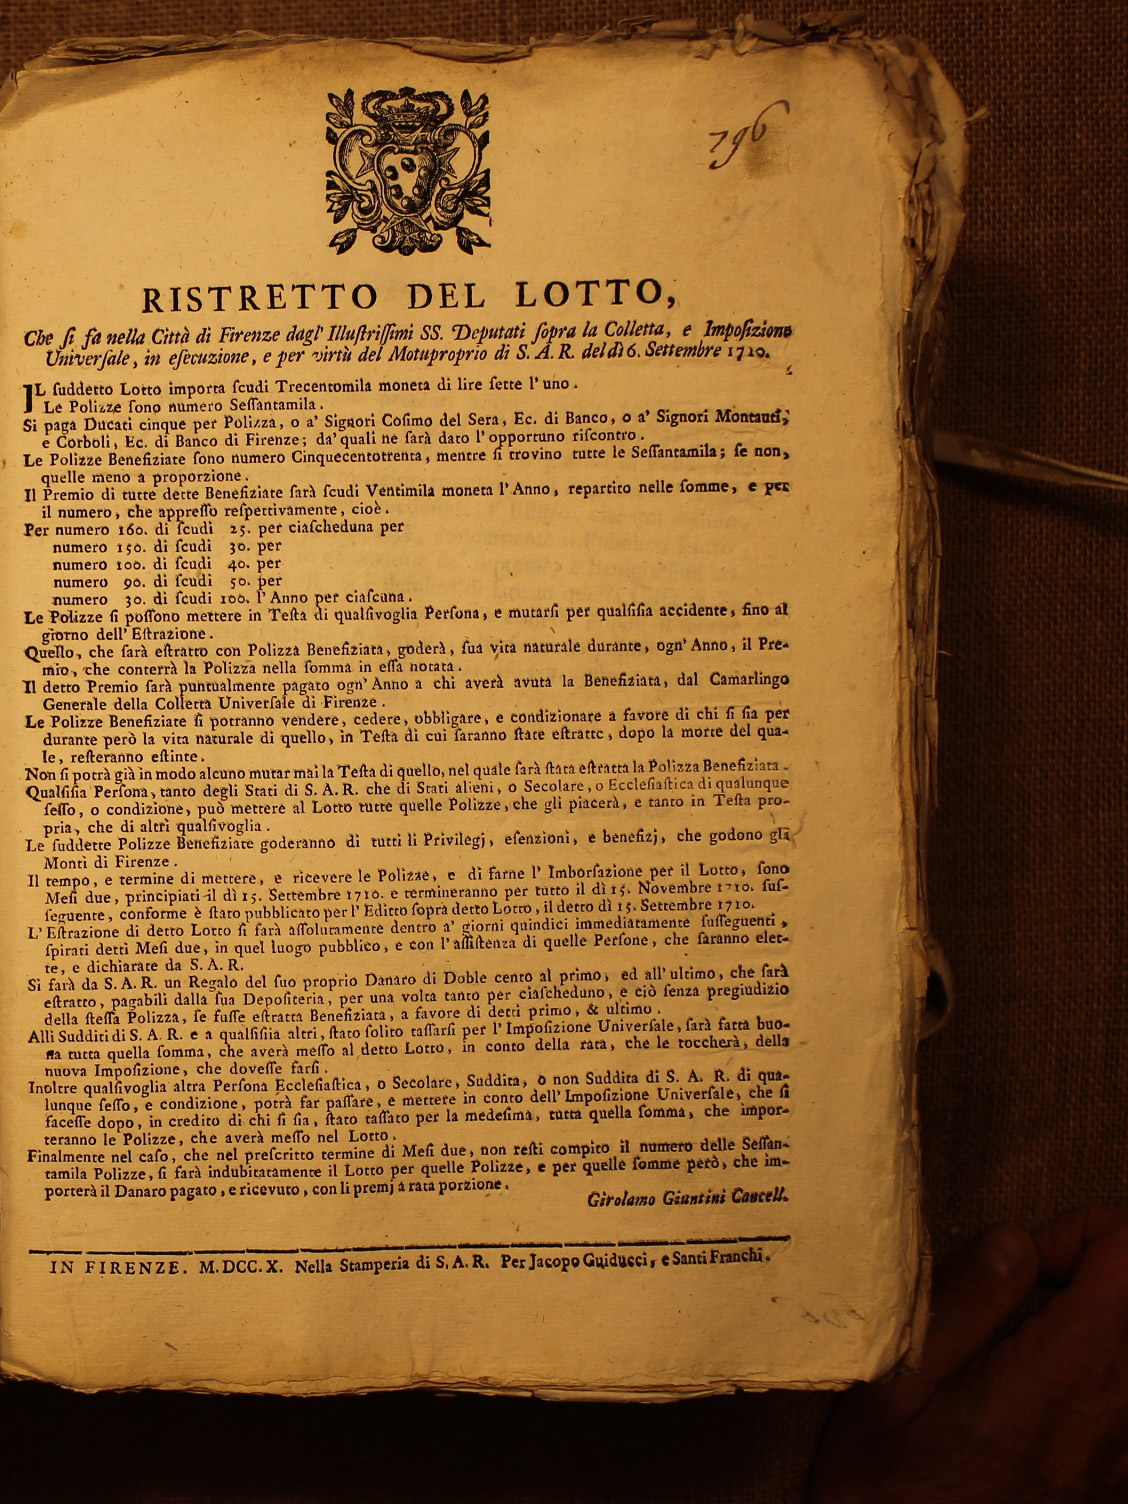 796
RISTRETTO DEL LOTTO,
Che ſi fa nella Città di Firenze dagl' Illuſtriſſimi SS. Deputati ſopra la Colletta, e Impoſizione
Univerſale, in eſecuzione, e per virtù del Motuproprio di S. A. R. del dì 6. Settembre 1710.
IL ſuddetto Lotto importa ſcudi Trecentomila moneta di lire ſette l' uno.
Le Polizze ſono numero Seſſantamila.
Si paga Ducati cinque per Polizza, o a' Signori Coſimo del Sera, Ec. di Banco, o a' Signori Montauti,
e Corboli, Ec. di Banco di Firenze; da' quali ne ſarà dato l' opportuno riſcontro.
Le Polizze Benefiziate ſono numero Cinquecentotrenta, mentre ſi trovino tutte le Seſſantamila; ſe non,
quelle meno a proporzione.
Il Premio di tutte dette Benefiziate ſarà ſcudi Ventimila moneta l' Anno, repartito nelle ſomme, e per
il numero, che appreſſo reſpettivamente, cioè.
Per numero 160. di ſcudi 25. per ciaſcheduna per
numero 150. di ſcudi 30. per
numero 100. di ſcudi 40. per
numero 90. di ſcudi 50. per
numero 30. di ſcudi 100. l' Anno per ciaſcuna.
Le Polizze ſi poſſono mettere in Teſta di qualſivoglia Perſona, e mutarſi per qualſiſia accidente, fino al
giorno dell' Eſtrazione.
Quello, che ſarà eſtratto con Polizza Benefiziata, goderà, ſua vita naturale durante, ogn' Anno, il Pre-
mio, che conterrà la Polizza nella ſomma in eſſa notata.
Il detto Premio ſarà puntualmente pagato ogn' Anno a chi averà avuta la Benefiziata, dal Camarlingo
Generale della Colletta Univerſale di Firenze.
Le Polizze Benefiziate ſi potranno vendere, cedere, obbligare, e condizionare a favore di chi ſi ſia per
durante però la vita naturale di quello, in Teſta di cui ſaranno ſtate eſtratte, dopo la morte del qua-
le, reſteranno eſtinte.
Non ſi potrà già in modo alcuno mutar mai la Teſta di quello, nel quale ſarà ſtata eſtratta la Polizza Benefiziata.
Qualſiſia Perſona, tanto degli Stati di S. A. R. che di Stati alieni, o Secolare, o Eccleſiaſtica di qualunque
ſeſſo, o condizione, può mettere al Lotto tutte quelle Polizze, che gli piacerà, e tanto in Teſta pro-
pria, che di altri qualſivoglia.
Le ſuddette Polizze Benefiziate goderanno di tutti li Privilegj, eſenzioni, e benefizj, che godono gli
Monti di Firenze.
Il tempo, e termine di mettere, e ricevere le Polizze, e di farne l' Imborſazione per il Lotto, ſono
Meſi due, principiati il dì 15. Settembre 1710. e termineranno per tutto il dì 15. Novembre 1710. ſuſ-
ſeguente, conforme è ſtato pubblicato per l' Editto ſopra detto Lotto, il detto dì 15. Settembre 1710.
L' Eſtrazione di detto Lotto ſi farà aſſolutamente dentro a' giorni quindici immediatamente ſuſſeguenti,
ſpirati detti Meſi due, in quel luogo pubblico, e con l' aſſiſtenza di quelle Perſone, che ſaranno elet-
te, e dichiarate da S. A. R.
Si farà da S. A. R. un Regalo del ſuo proprio Danaro di Doble cento al primo, ed all' ultimo, che ſarà
eſtratto, pagabili dalla ſua Depoſiteria, per una volta tanto per ciaſcheduno, e ciò ſenza pregiudizio
della ſteſſa Polizza, ſe fuſſe eſtratta Benefiziata, a favore di detti primo, & ultimo.
Alli Sudditi di S. A. R. e a qualſiſiia altri, ſtato ſolito taſſarſi per l' Impoſizione Univerſale, ſarà fatta buo-
na tutta quella ſomma, che averà meſſo al detto Lotto, in conto della rata, che le toccherà, della
nuova Impoſizione, che doveſſe farſi.
Inoltre qualſivoglia altra Perſona Eccleſiaſtica, o Secolare, Suddita, o non Suddita di S. A. R. di qua-
lunque ſeſſo, e condizione, potrà far paſſare, e mettere in conto dell' Impoſizione Univerſale, che ſi
faceſſe dopo, in credito di chi ſi ſia, ſtato taſſato per la medeſima, tutta quella ſomma, che impor-
teranno le Polizze, che averà meſſo nel Lotto.
Finalmente nel caſo, che nel preſcritto termine di Meſi due, non reſti compito il numero delle Seſſan-
tamila Polizze, ſi farà indubitatamente il Lotto per quelle Polizze, e per quelle ſomme però, che im-
porterà il Danaro pagato, e ricevuto, con li premj a rata porzione.
Girolamo Giuntini Cancell.
IN FIRENZE. M.DCC.X. Nella Stamperia di S.A.R. Per Jacopo Guiducci, e Santi Franchi.